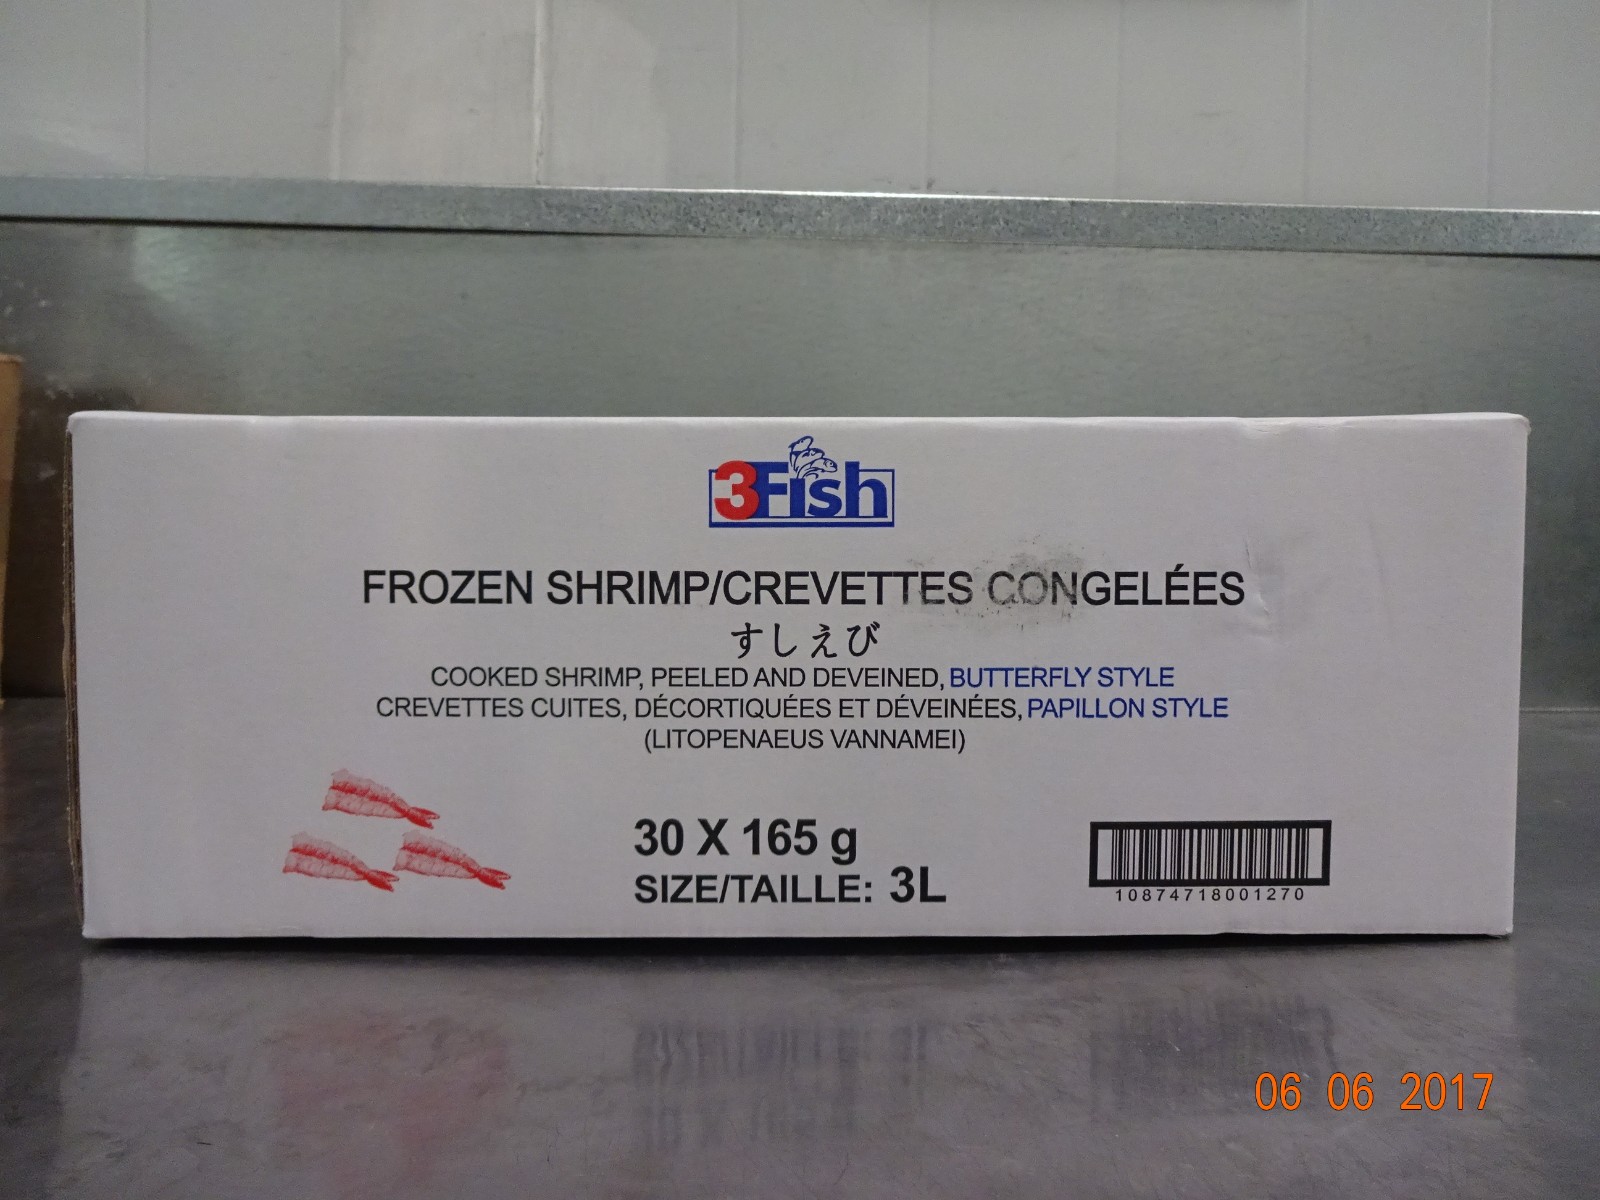 3Fish
FROZEN SHRIMP/CREVETTES CONGELÉES
すしえび
COOKED SHRIMP, PEELED AND DEVEINED, BUTTERFLY STYLE
CREVETTES CUITES, DÉCORTIQUÉES ET DÉVEINÉES, PAPILLON STYLE
(LITOPENAEUS VANNAMEI)
30 X 165 g
SIZE/TAILLE: 3L
10874718001270
06 06 2017